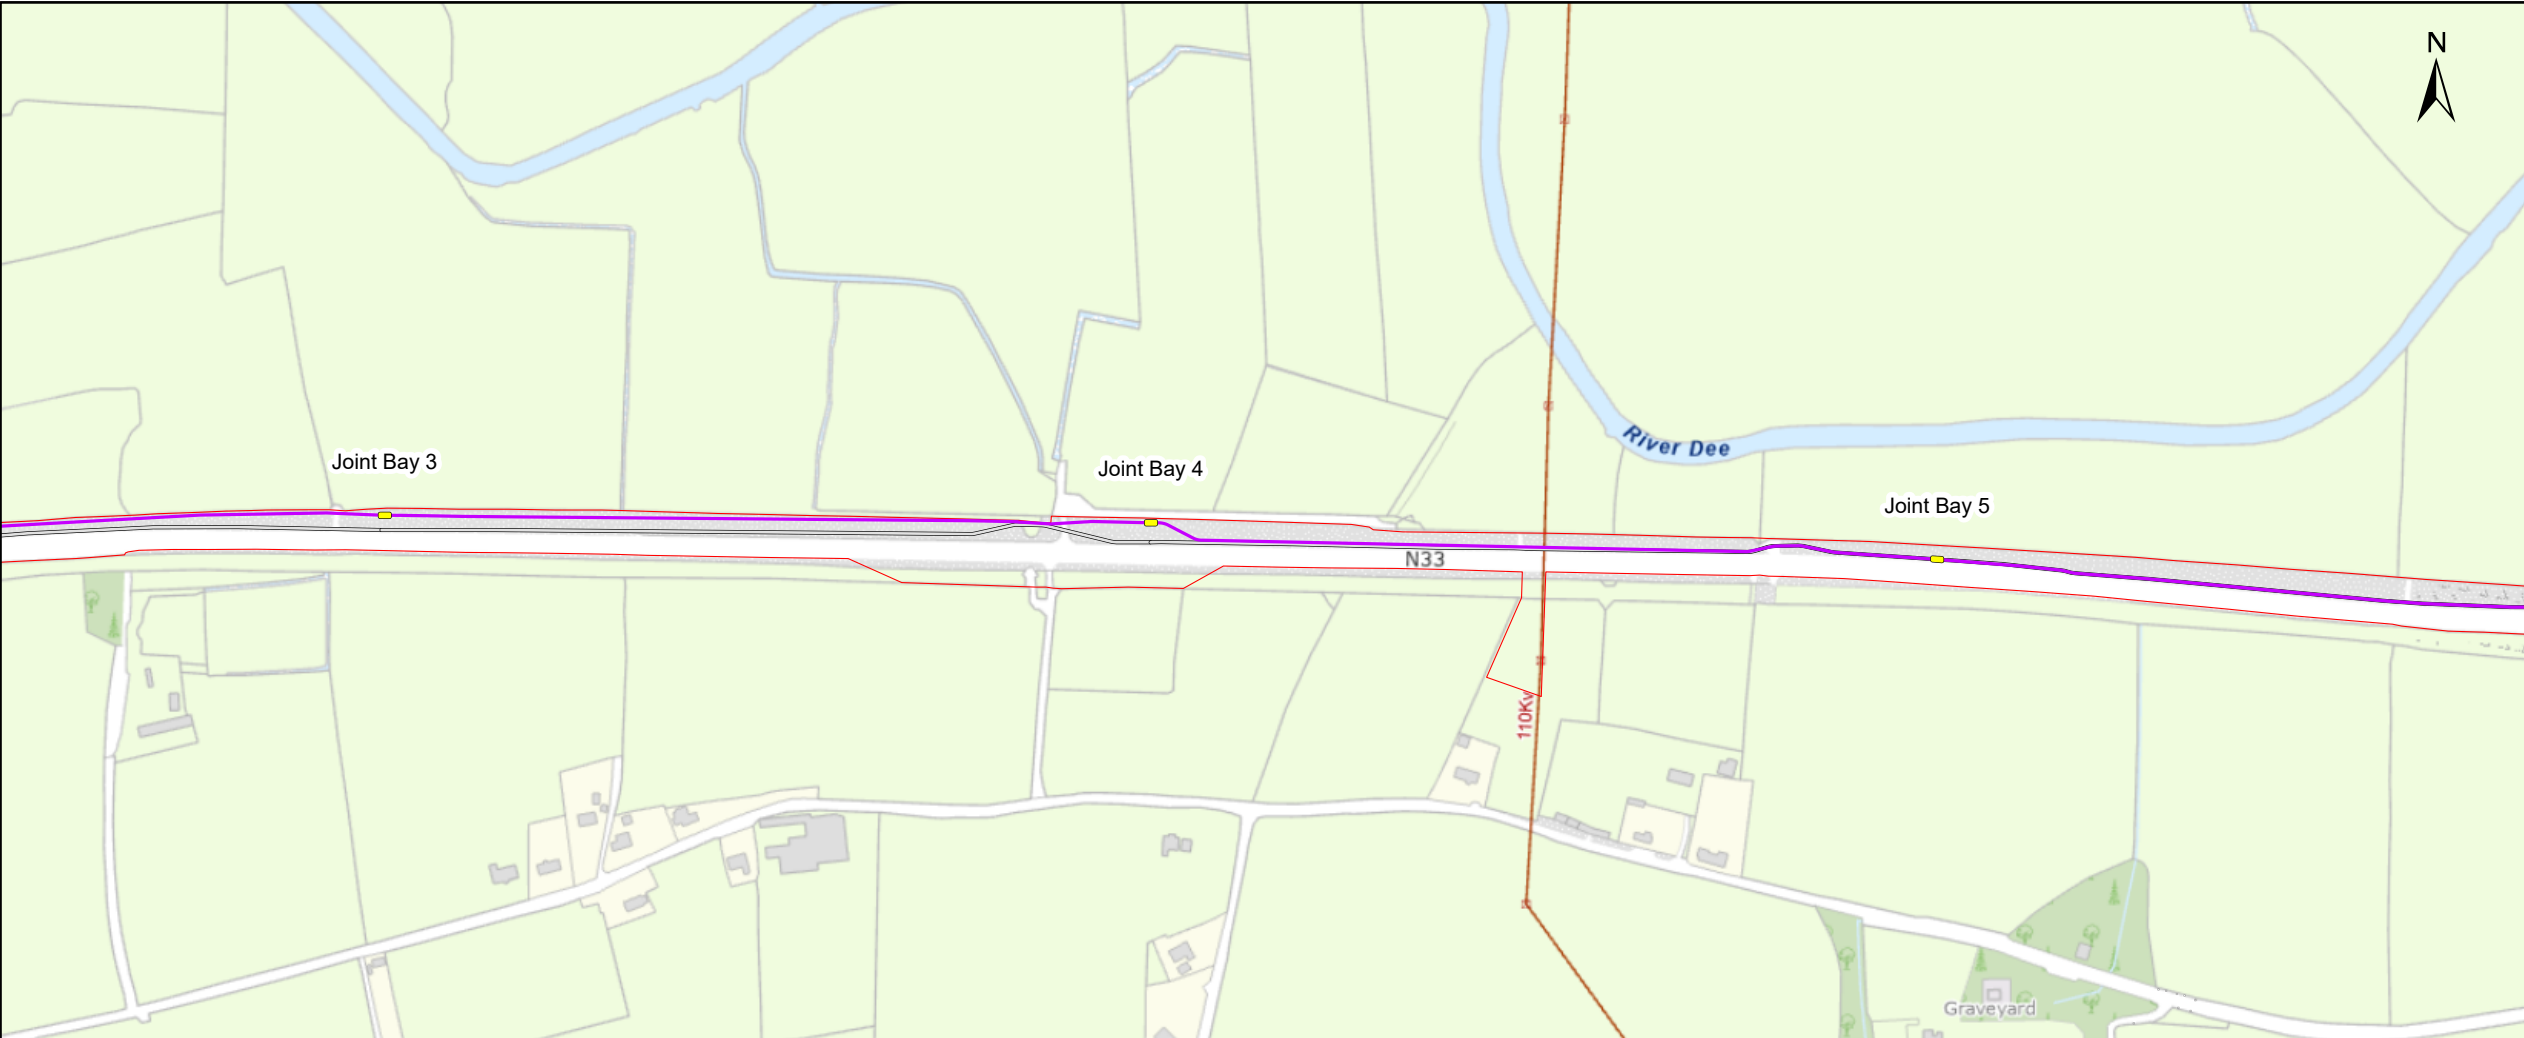 N
River Dee
Joint Bay 3
Joint Bay 4
Joint Bay 5
N33
110Kv
Graveyard